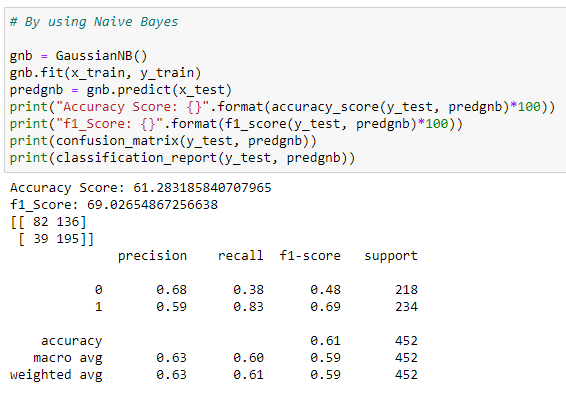 # By using Naive Bayes
gnb = GaussianNB()
gnb.fit(x_train, y_train)
predgnb = gnb.predict(x_test)
print("Accuracy Score: {}".format(accuracy_score(y_test, predgnb)*100))
print("f1_Score: {}".format(f1_score(y_test, predgnb)*100))
print(confusion_matrix(y_test, predgnb))
print(classification_report(y_test, predgnb))
Accuracy Score: 61.283185840707965
f1_Score: 69.02654867256638
[[ 82 136]
 [ 39 195]]
              precision    recall  f1-score   support
           0       0.68      0.38      0.48       218
           1       0.59      0.83      0.69       234
    accuracy                           0.61       452
   macro avg       0.63      0.60      0.59       452
weighted avg       0.63      0.61      0.59       452